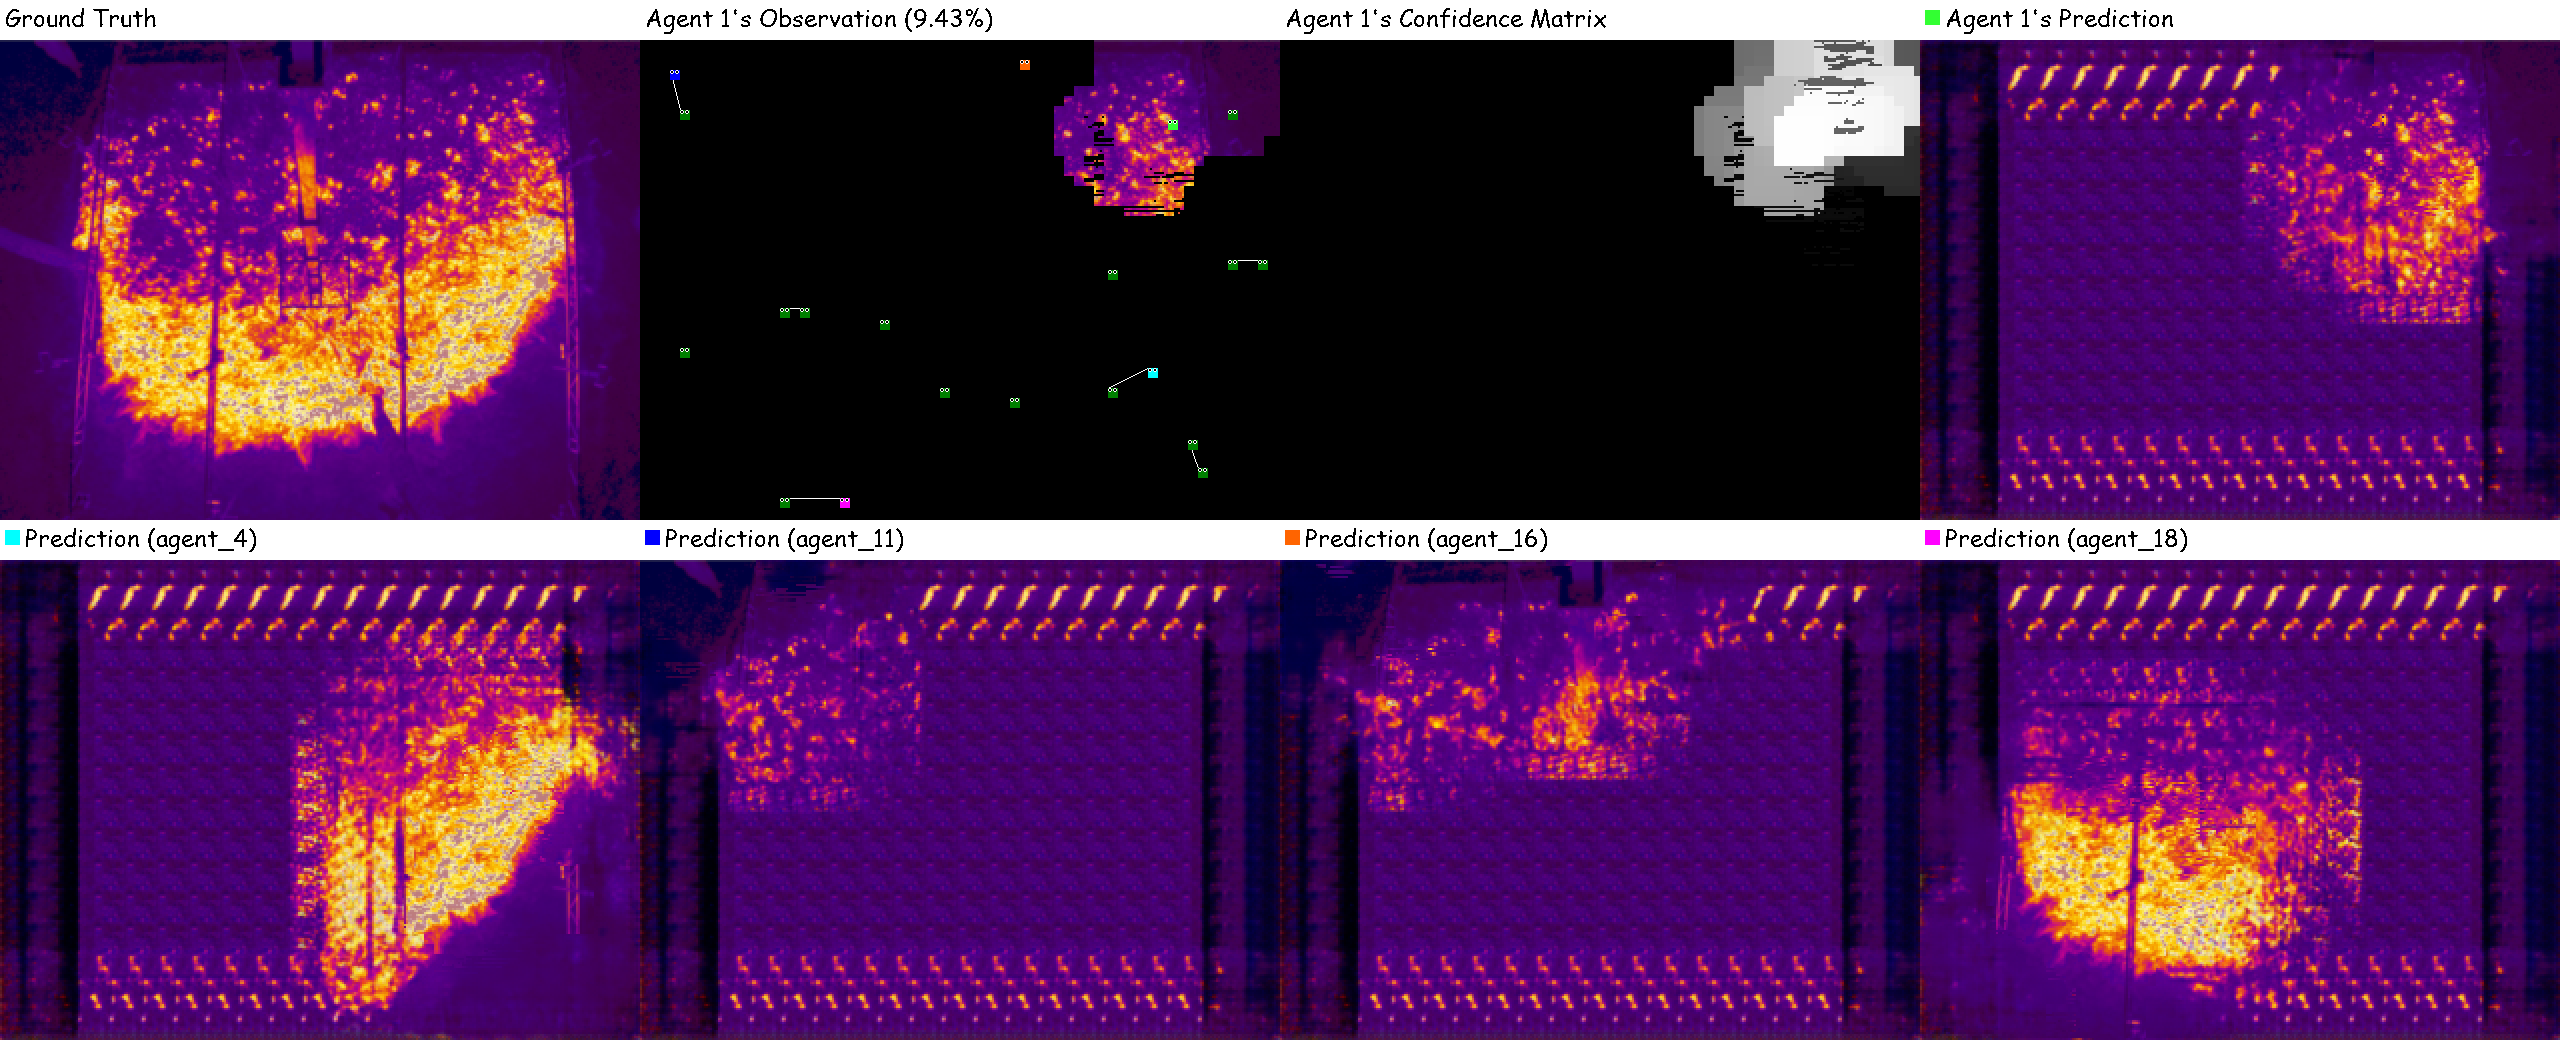 Ground Truth
Agent 1's Observation (9.43%)
Agent 1's Confidence Matrix
Agent 1's Prediction
Prediction (agent_4)
Prediction (agent_11)
Prediction (agent_16)
Prediction (agent_18)